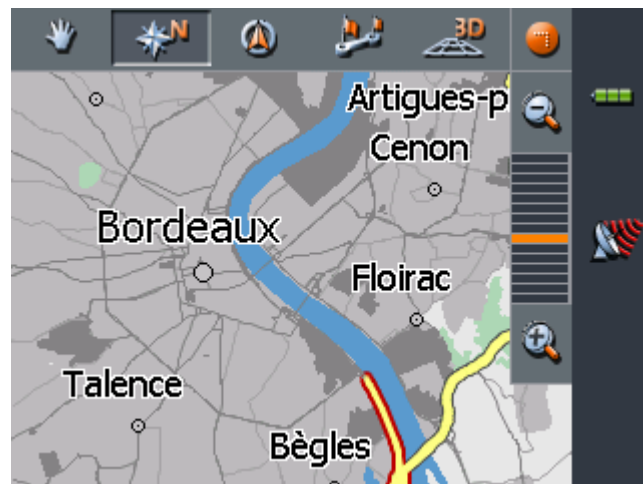 N
3D
Artigues-p
Cenon
Bordeaux
Floirac
Talence
Bègles